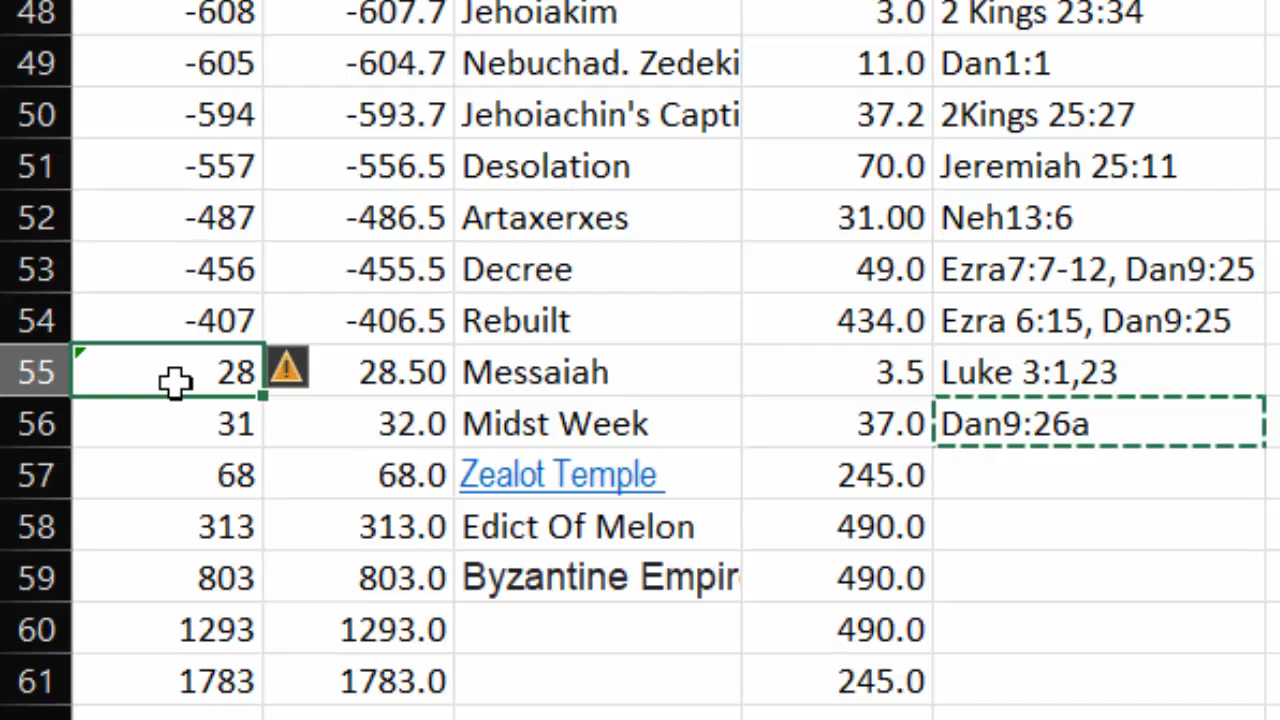 48 -608 -607.7 Jehoiakim 3.0 2 Kings 23:34
49 -605 -604.7 Nebuchad. Zedeki 11.0 Dan1:1
50 -594 -593.7 Jehoiachin's Capti 37.2 2Kings 25:27
51 -557 -556.5 Desolation 70.0 Jeremiah 25:11
52 -487 -486.5 Artaxerxes 31.00 Neh13:6
53 -456 -455.5 Decree 49.0 Ezra7:7-12, Dan9:25
54 -407 -406.5 Rebuilt 434.0 Ezra 6:15, Dan9:25
55 28 28.50 Messaiah 3.5 Luke 3:1,23
56 31 32.0 Midst Week 37.0 Dan9:26a
57 68 68.0 Zealot Temple 245.0
58 313 313.0 Edict Of Melon 490.0
59 803 803.0 Byzantine Empir 490.0
60 1293 1293.0 490.0
61 1783 1783.0 245.0